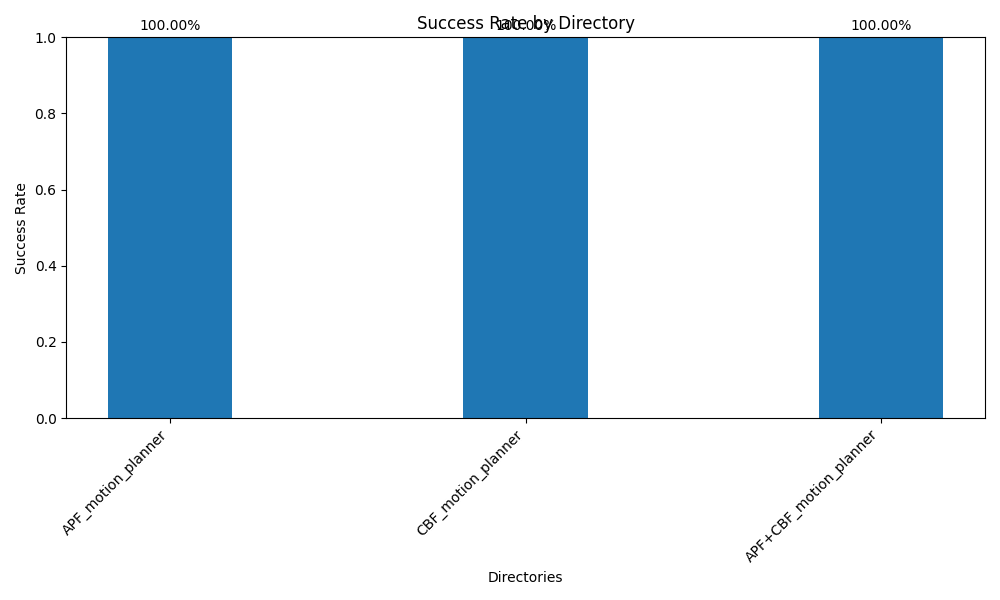 Success Rate by Directory
100.00%
100.00%
100.00%
1.0
0.8
0.6
0.4
0.2
0.0
Success Rate
APF_motion_planner
CBF_motion_planner
APF+CBF_motion_planner
Directories